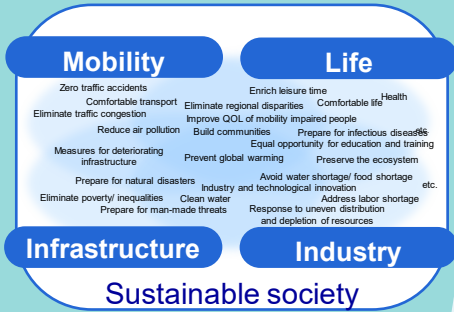 Mobility
Life
Zero traffic accidents
Enrich leisure time
Health
Comfortable transport
Eliminate regional disparities
Comfortable life
Eliminate traffic congestion
Improve QOL of mobility impaired people
etc.
Reduce air pollution
Build communities
Prepare for infectious diseases
Equal opportunity for education and training
Measures for deteriorating
infrastructure
Prevent global warming
Preserve the ecosystem
Avoid water shortage/ food shortage
Prepare for natural disasters
Industry and technological innovation
etc.
Eliminate poverty/ inequalities
Clean water
Address labor shortage
Prepare for man-made threats
Response to uneven distribution
and depletion of resources
Infrastructure
Industry
Sustainable society